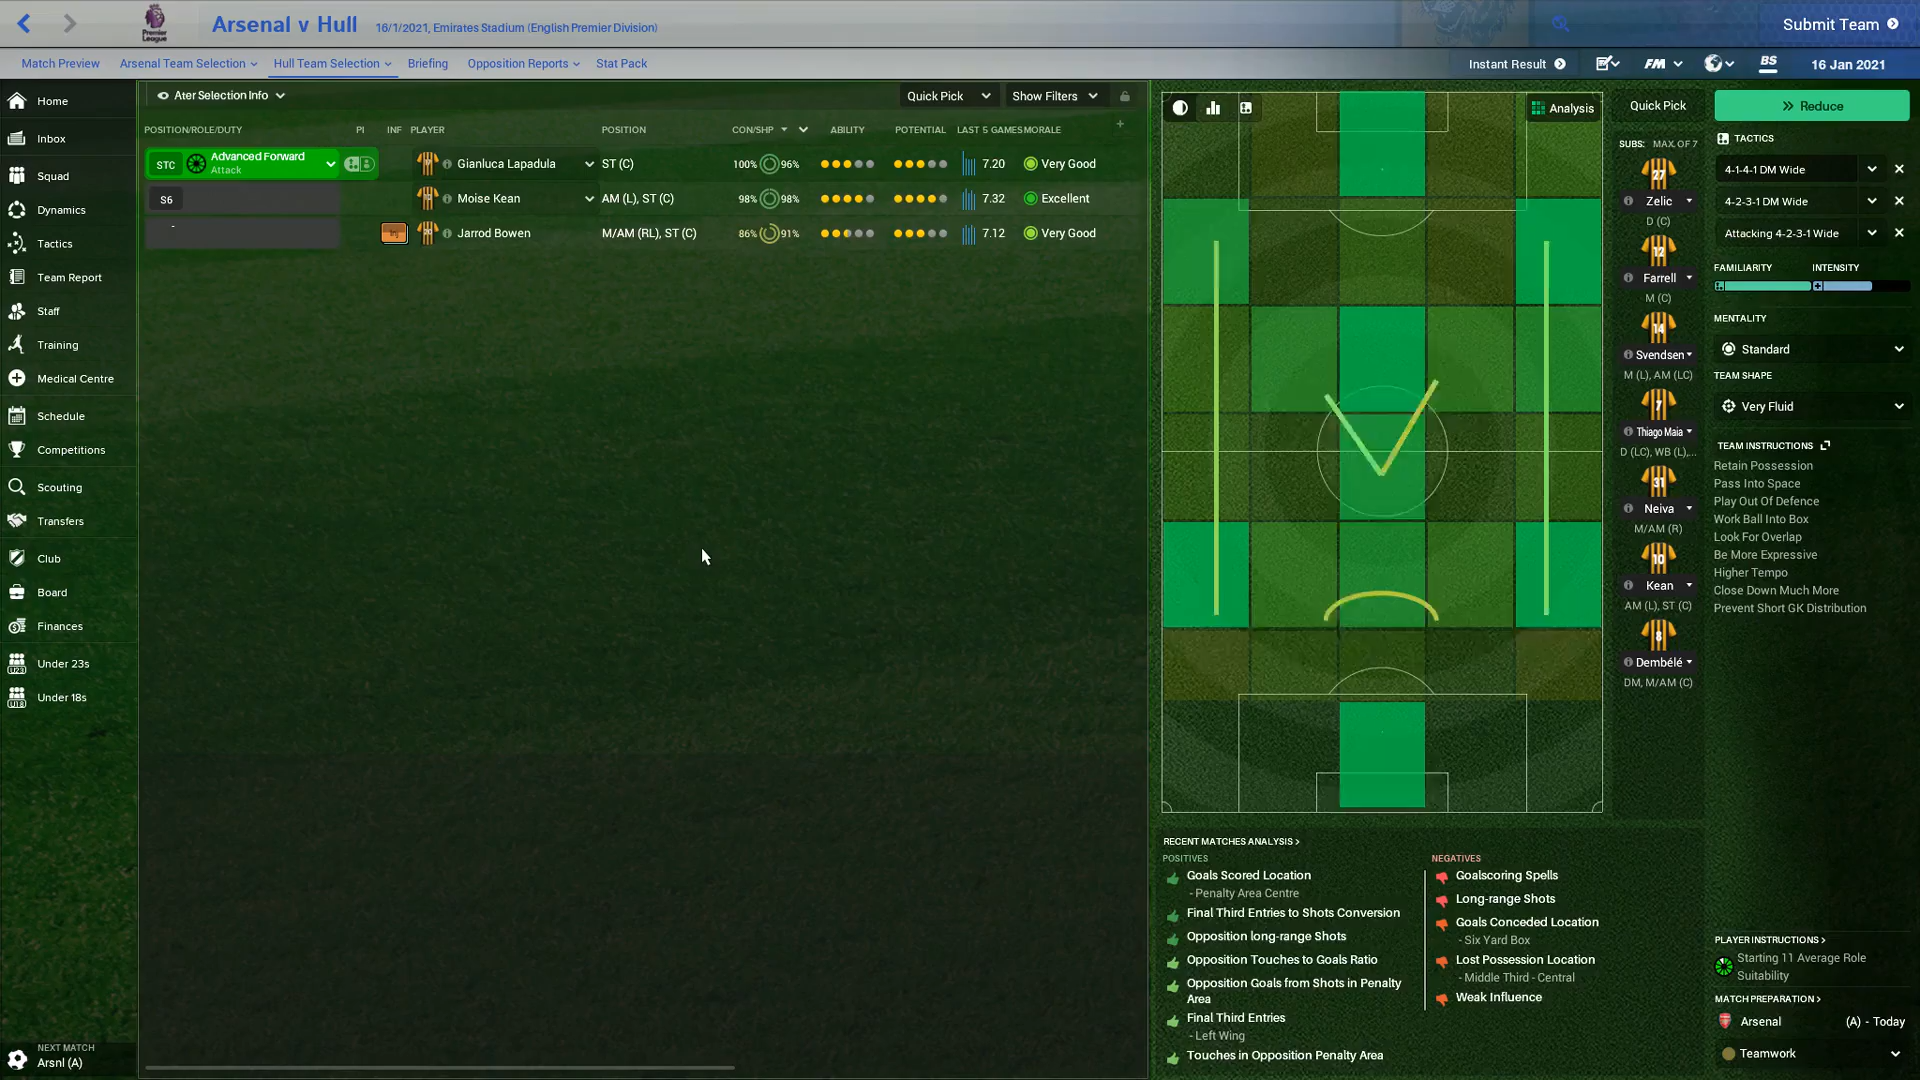 Arsenal v Hull
16/1/2021, Emirates Stadium (English Premier Division)
Submit Team
Premier League
Match Preview
Arsenal Team Selection
Hull Team Selection
Briefing
Opposition Reports
Stat Pack
Instant Result
FM
BS
16 Jan 2021
Home
Inbox
Squad
Dynamics
Tactics
Team Report
Staff
Training
Medical Centre
Schedule
Competitions
Scouting
Transfers
Club
Board
Finances
U23
Under 23s
U18
Under 18s
NEXT MATCH
Arsnl (A)
Ater Selection Info
Quick Pick
Show Filters
POSITION/ROLE/DUTY PI INF PLAYER POSITION CON/SHP ABILITY POTENTIAL LAST 5 GAMES MORALE
STC Advanced Forward Attack Gianluca Lapadula ST (C) 100% 96% 7.20 Very Good
S6 Moise Kean AM (L), ST (C) 98% 98% 7.32 Excellent
- Inj Jarrod Bowen M/AM (RL), ST (C) 86% 91% 7.12 Very Good
Analysis
RECENT MATCHES ANALYSIS >
POSITIVES
Goals Scored Location
- Penalty Area Centre
Final Third Entries to Shots Conversion
Opposition long-range Shots
Opposition Touches to Goals Ratio
Opposition Goals from Shots in Penalty
Area
Final Third Entries
- Left Wing
Touches in Opposition Penalty Area
NEGATIVES
Goalscoring Spells
Long-range Shots
Goals Conceded Location
- Six Yard Box
Lost Possession Location
- Middle Third - Central
Weak Influence
Quick Pick
SUBS: MAX. OF 7
27
Zelic
D (C)
12
Farrell
M (C)
14
Svendsen
M (L), AM (LC)
7
Thiago Maia
D (LC), WB (L),...
31
Neiva
M/AM (R)
10
Kean
AM (L), ST (C)
8
Dembélé
DM, M/AM (C)
Reduce
TACTICS
4-1-4-1 DM Wide
4-2-3-1 DM Wide
Attacking 4-2-3-1 Wide
FAMILIARITY INTENSITY
MENTALITY
Standard
TEAM SHAPE
Very Fluid
TEAM INSTRUCTIONS
Retain Possession
Pass Into Space
Play Out Of Defence
Work Ball Into Box
Look For Overlap
Be More Expressive
Higher Tempo
Close Down Much More
Prevent Short GK Distribution
PLAYER INSTRUCTIONS >
Starting 11 Average Role
Suitability
MATCH PREPARATION >
Arsenal (A) - Today
Teamwork